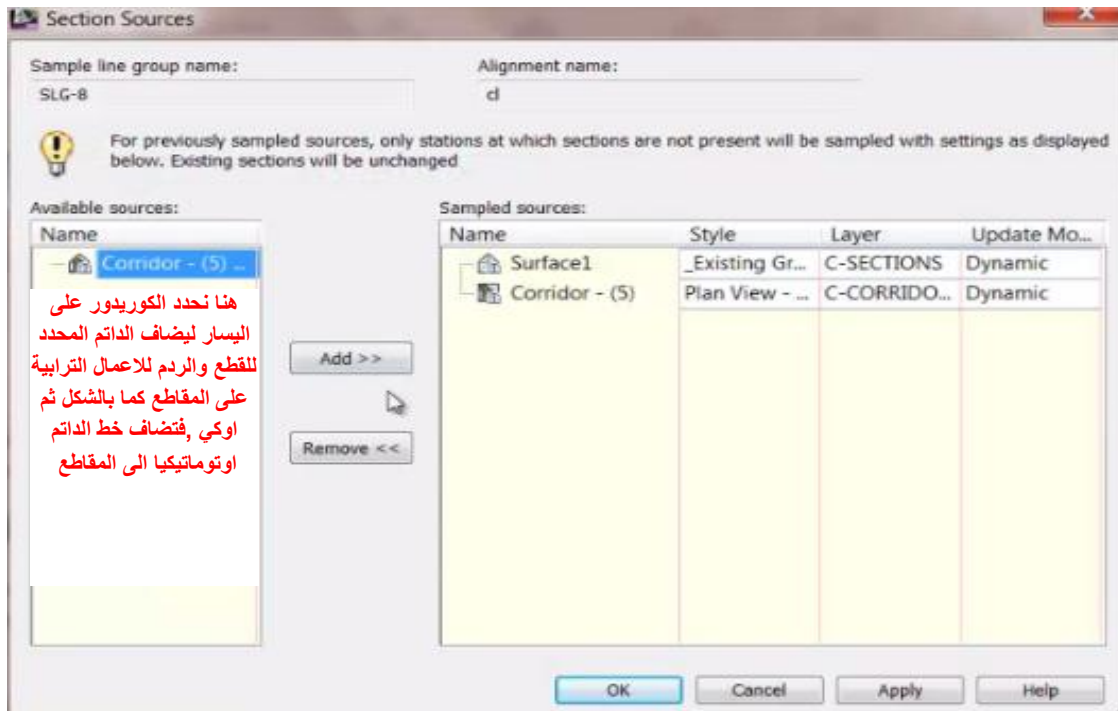 Section Sources
Sample line group name:
Alignment name:
SLG-8
cl
For previously sampled sources, only stations at which sections are not present will be sampled with settings as displayed
below. Existing sections will be unchanged
Available sources:
Sampled sources:
Name
Name Style Layer Update Mo...
Corridor - (5) ...
Surface1 _Existing Gr... C-SECTIONS Dynamic
Corridor - (5) Plan View - ... C-CORRIDO... Dynamic
هنا نحدد الكوريدور على
اليسار ليضاف الداتم المحدد
للقطع والردم للاعمال الترابية
على المقاطع كما بالشكل ثم
اوكي ,فتضاف خط الداتم
اوتوماتيكيا الى المقاطع
Add >>
Remove <<
OK Cancel Apply Help